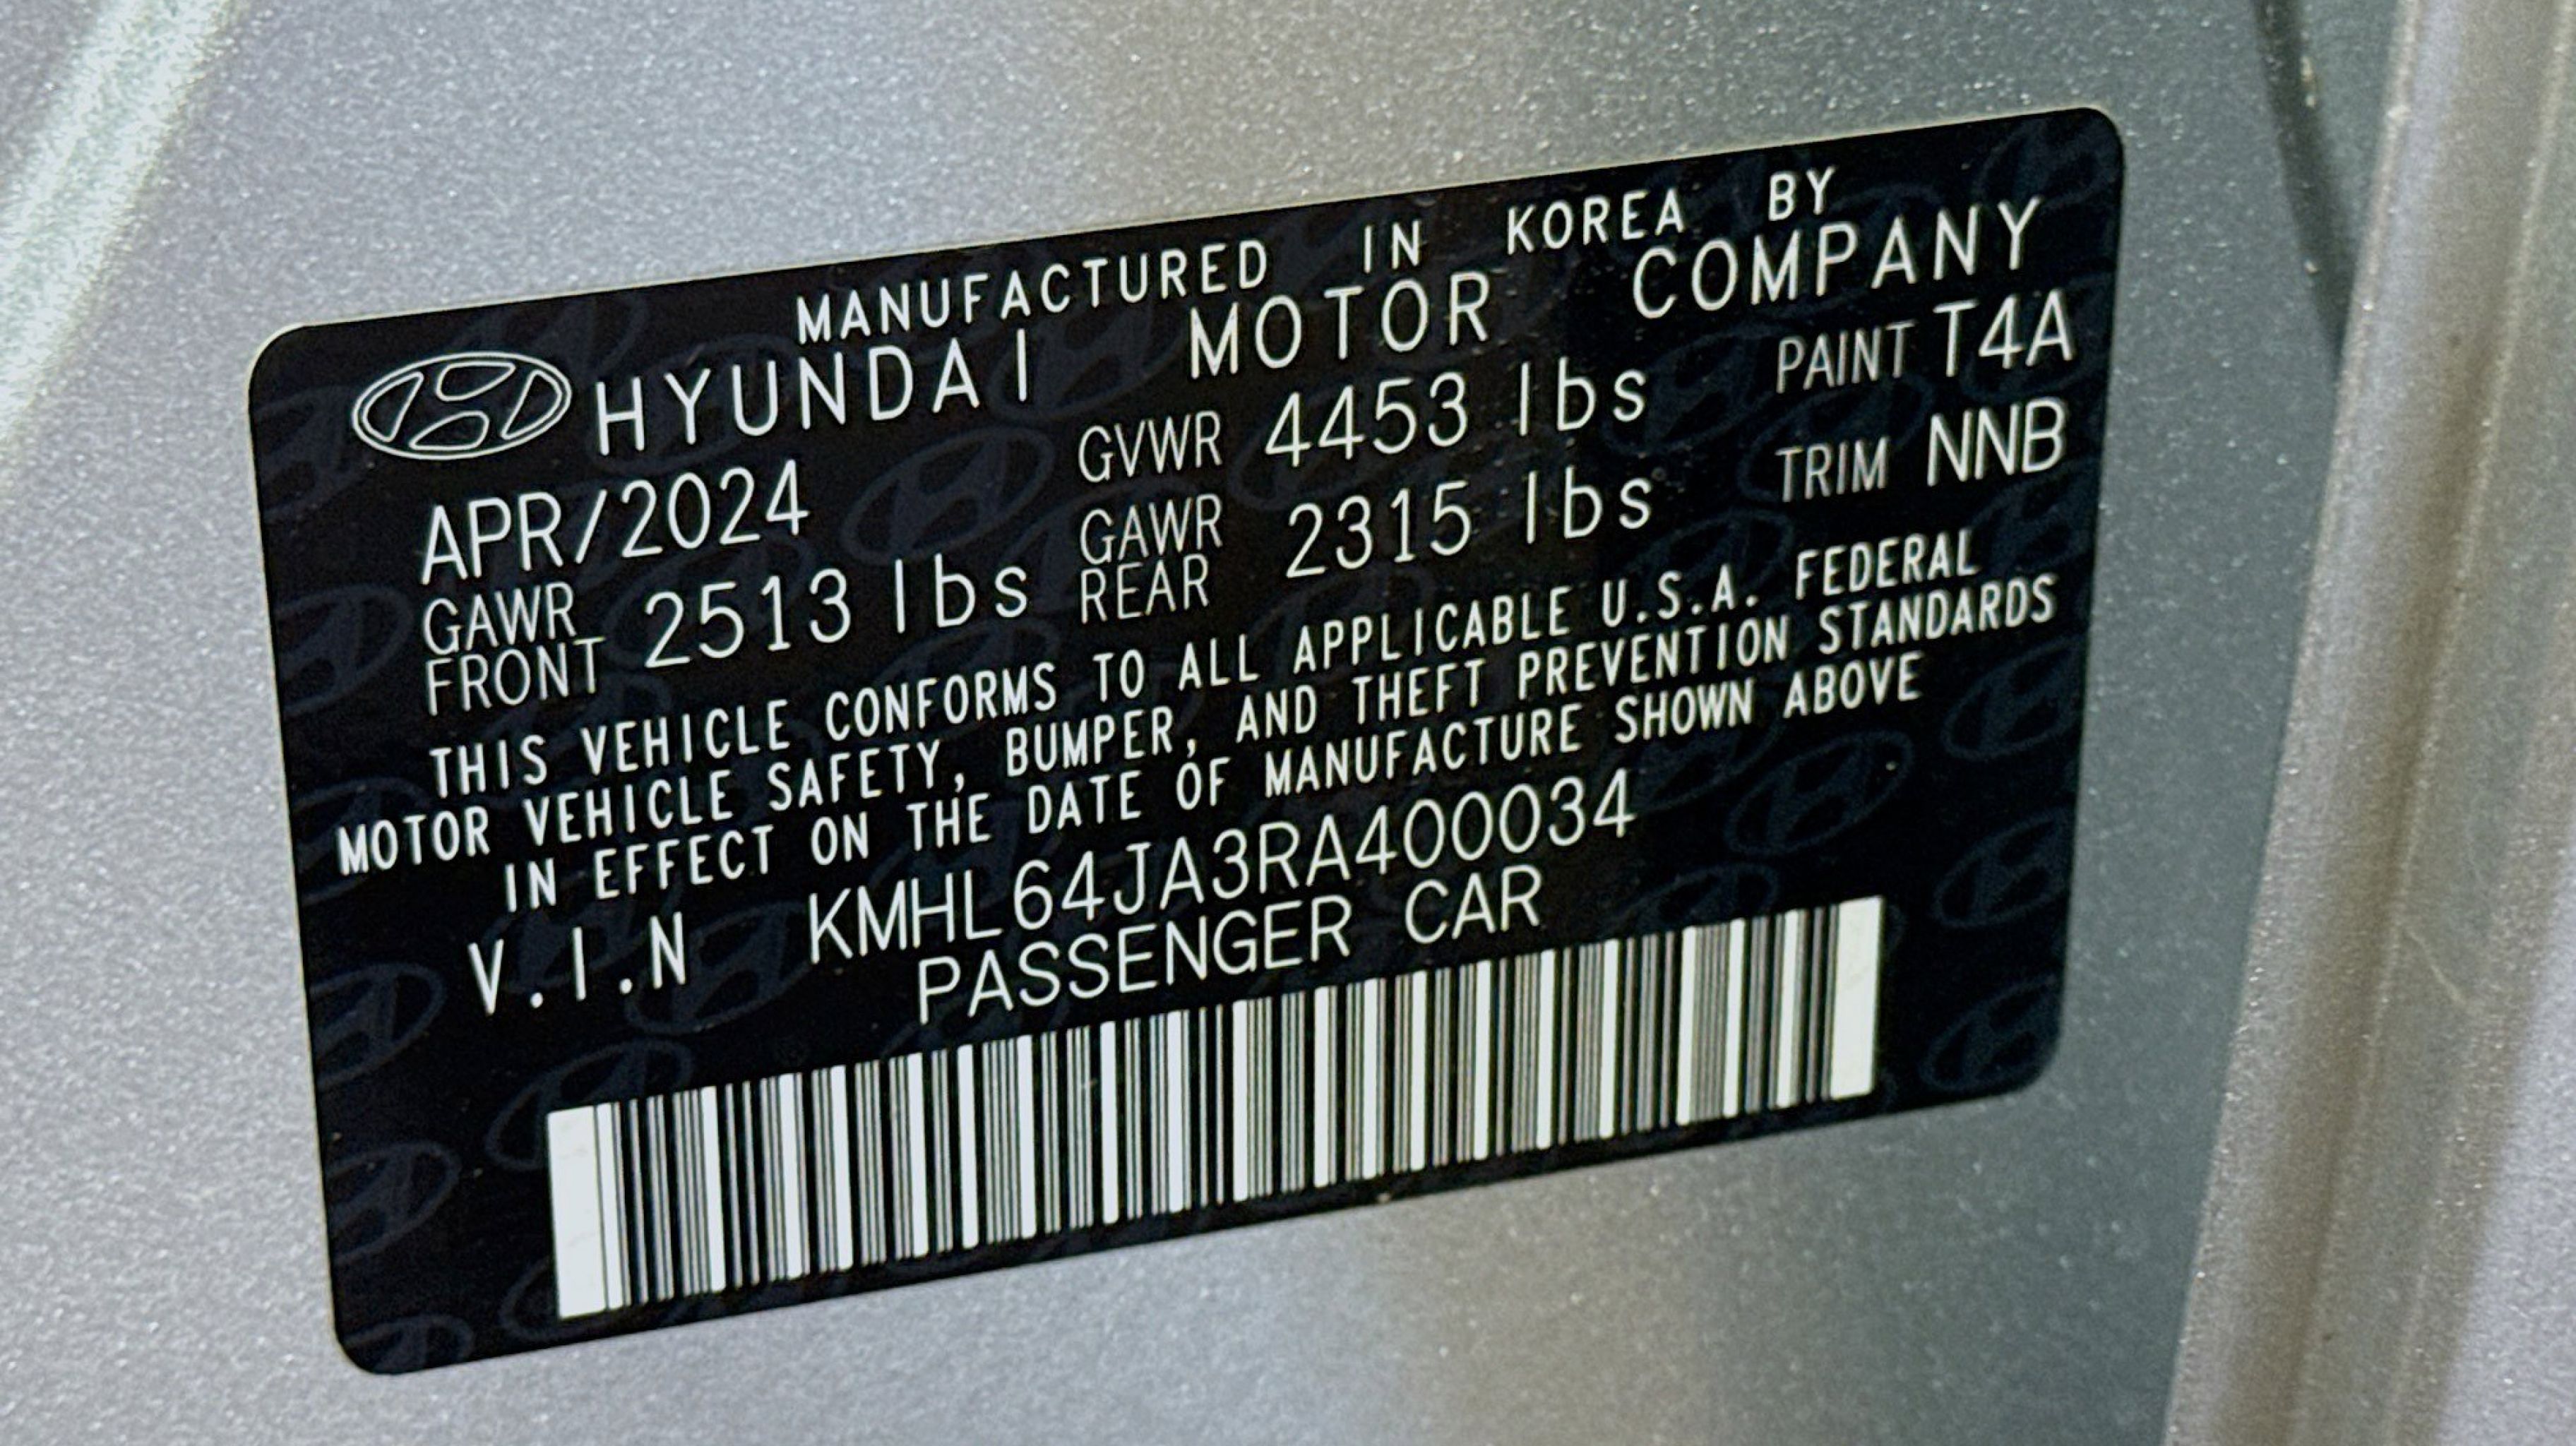 MANUFACTURED IN KOREA BY
HYUNDAI MOTOR COMPANY
APR/2024 GVWR 4453 lbs PAINT T4A
GAWR FRONT 2513 lbs GAWR REAR 2315 lbs TRIM NNB
THIS VEHICLE CONFORMS TO ALL APPLICABLE U.S.A. FEDERAL
MOTOR VEHICLE SAFETY, BUMPER, AND THEFT PREVENTION STANDARDS
IN EFFECT ON THE DATE OF MANUFACTURE SHOWN ABOVE
V.I.N KMHL64JA3RA400034
PASSENGER CAR